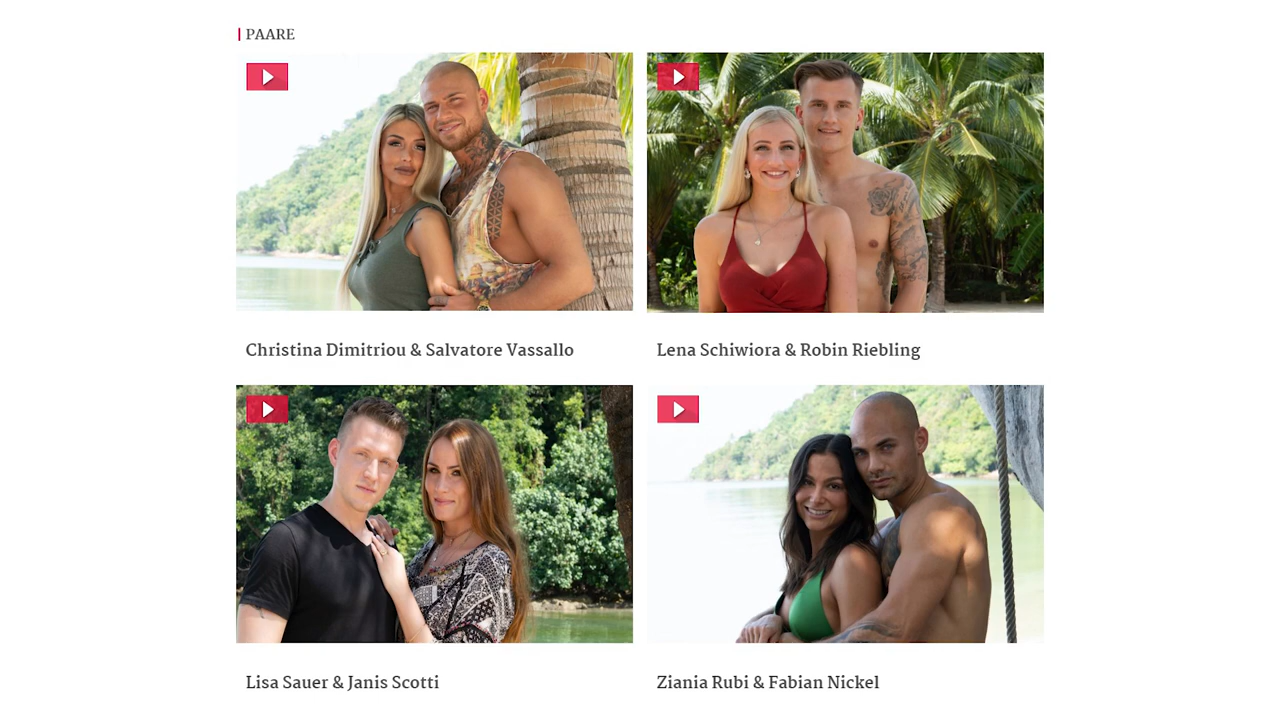 PAARE
Christina Dimitriou & Salvatore Vassallo
Lena Schiwiora & Robin Riebling
Lisa Sauer & Janis Scotti
Ziania Rubi & Fabian Nickel